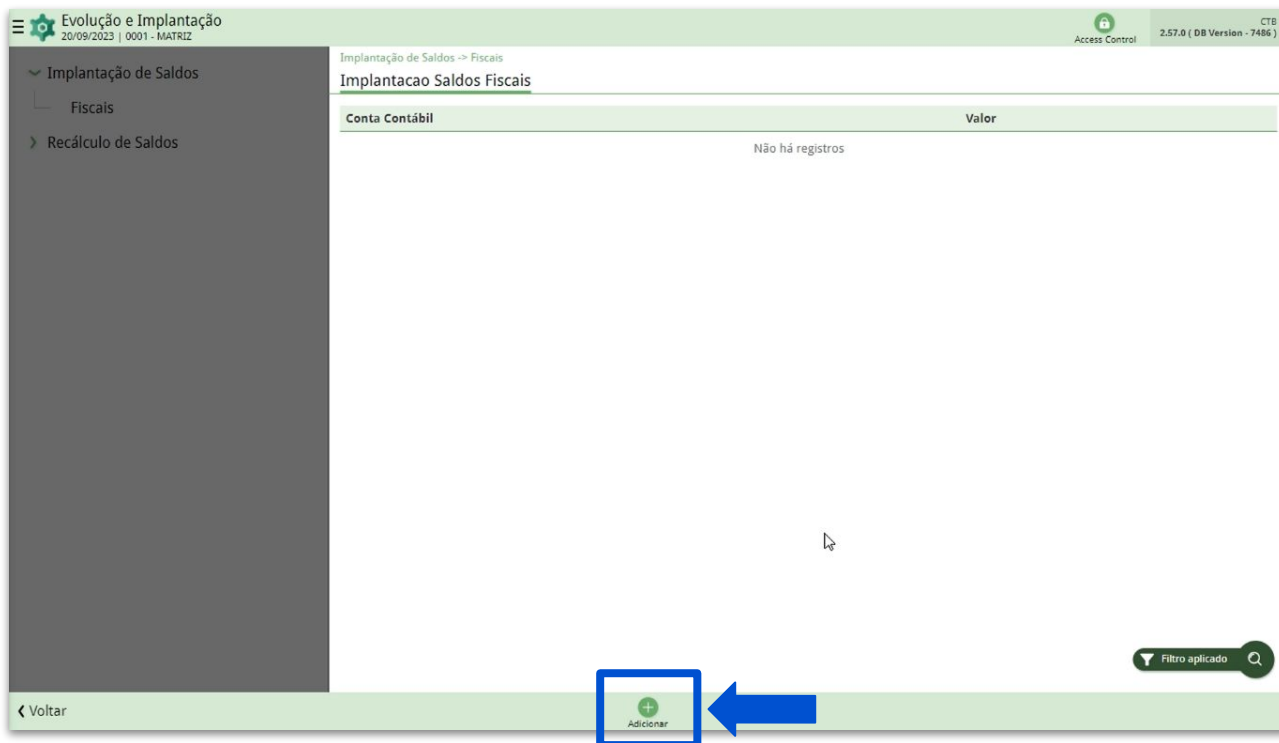 Evolução e Implantação
20/09/2023 | 0001 - MATRIZ
Access Control
CTB
2.57.0 ( DB Version - 7486 )
Implantação de Saldos
Fiscais
Recálculo de Saldos
Implantação de Saldos -> Fiscais
Implantacao Saldos Fiscais
Conta Contábil Valor
Não há registros
Filtro aplicado
Voltar
Adicionar